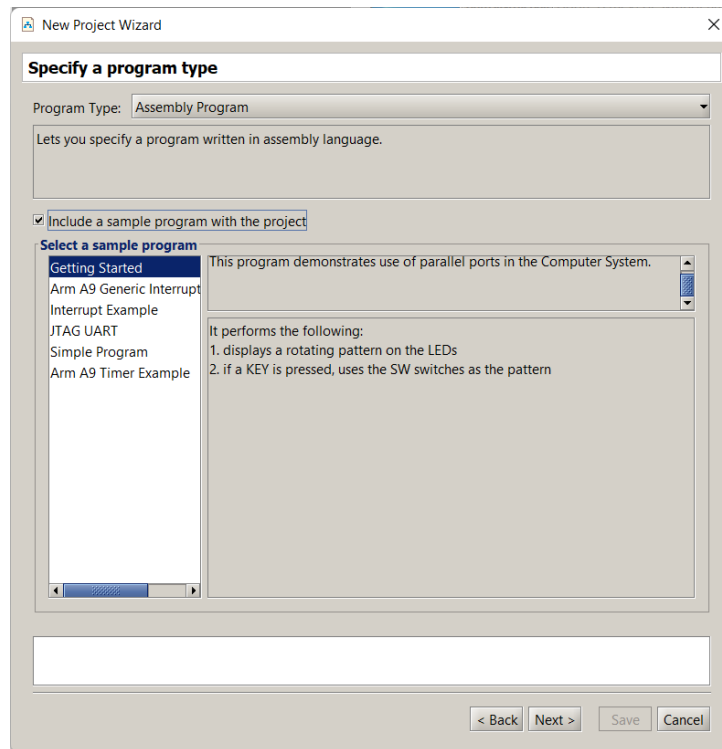 New Project Wizard
Specify a program type
Program Type: Assembly Program
Lets you specify a program written in assembly language.
Include a sample program with the project
Select a sample program
Getting Started
Arm A9 Generic Interrupt
Interrupt Example
JTAG UART
Simple Program
Arm A9 Timer Example
This program demonstrates use of parallel ports in the Computer System.
It performs the following:
1. displays a rotating pattern on the LEDs
2. if a KEY is pressed, uses the SW switches as the pattern
< Back Next > Save Cancel